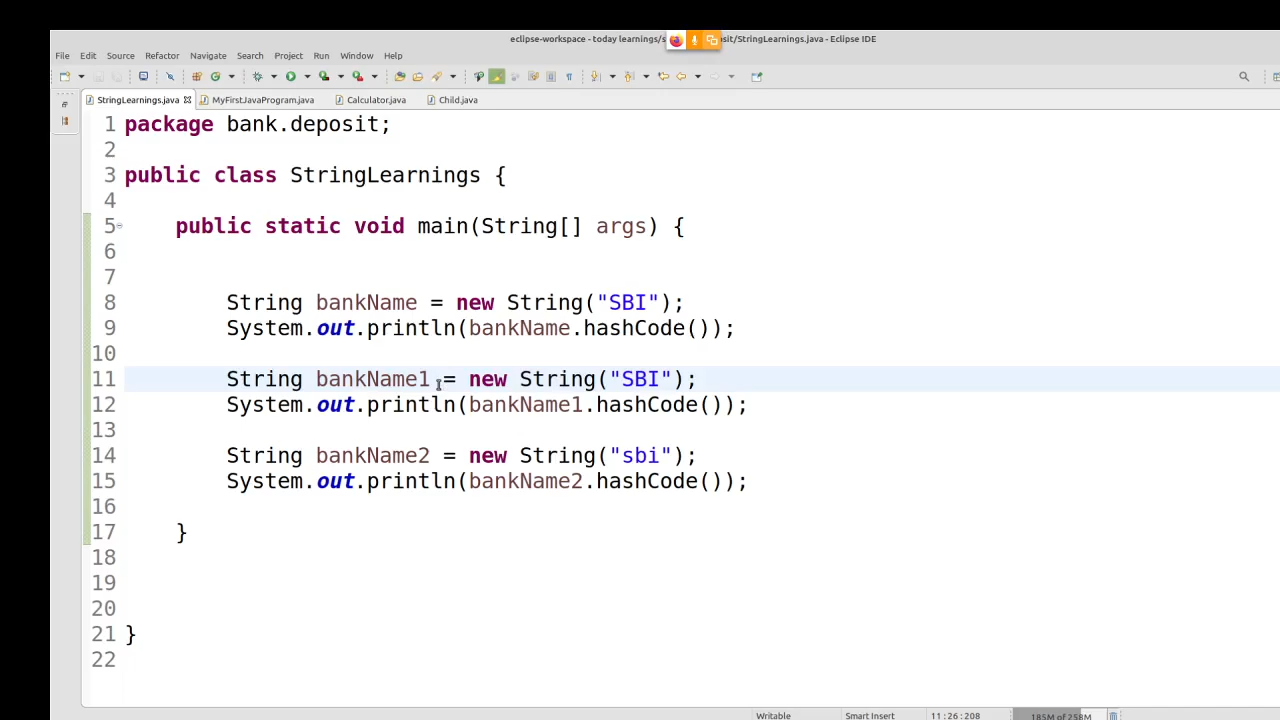 eclipse-workspace - today learnings/s sit/StringLearnings.java - Eclipse IDE
File Edit Source Refactor Navigate Search Project Run Window Help
StringLearnings.java MyFirstJavaProgram.java Calculator.java Child.java
1 package bank.deposit;
2
3 public class StringLearnings {
4
5 public static void main(String[] args) {
6
7
8 String bankName = new String("SBI");
9 System.out.println(bankName.hashCode());
10
11 String bankName1 = new String("SBI");
12 System.out.println(bankName1.hashCode());
13
14 String bankName2 = new String("sbi");
15 System.out.println(bankName2.hashCode());
16
17 }
18
19
20
21 }
22
Writable Smart Insert 11:26:208 185M of 258M